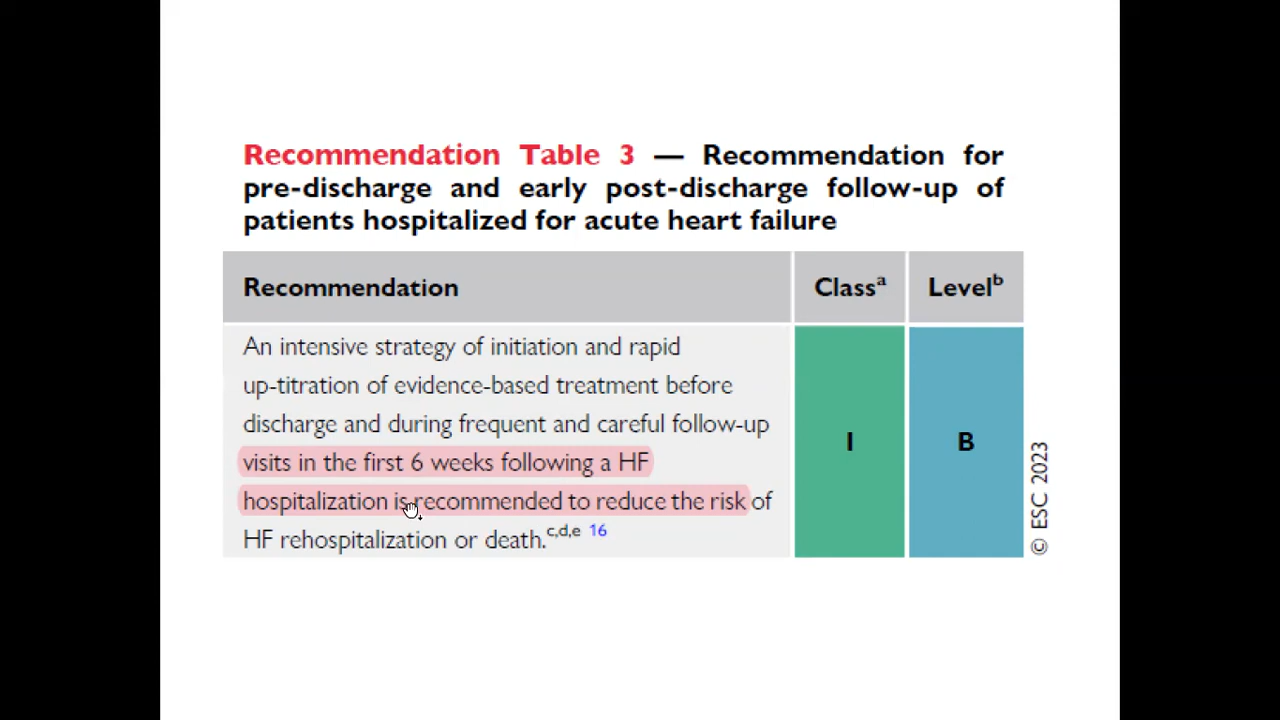 Recommendation Table 3 — Recommendation for
pre-discharge and early post-discharge follow-up of
patients hospitalized for acute heart failure
Recommendation
Classa
Levelb
An intensive strategy of initiation and rapid
up-titration of evidence-based treatment before
discharge and during frequent and careful follow-up
visits in the first 6 weeks following a HF
hospitalization is recommended to reduce the risk of
HF rehospitalization or death.c,d,e 16
I
B
© ESC 2023